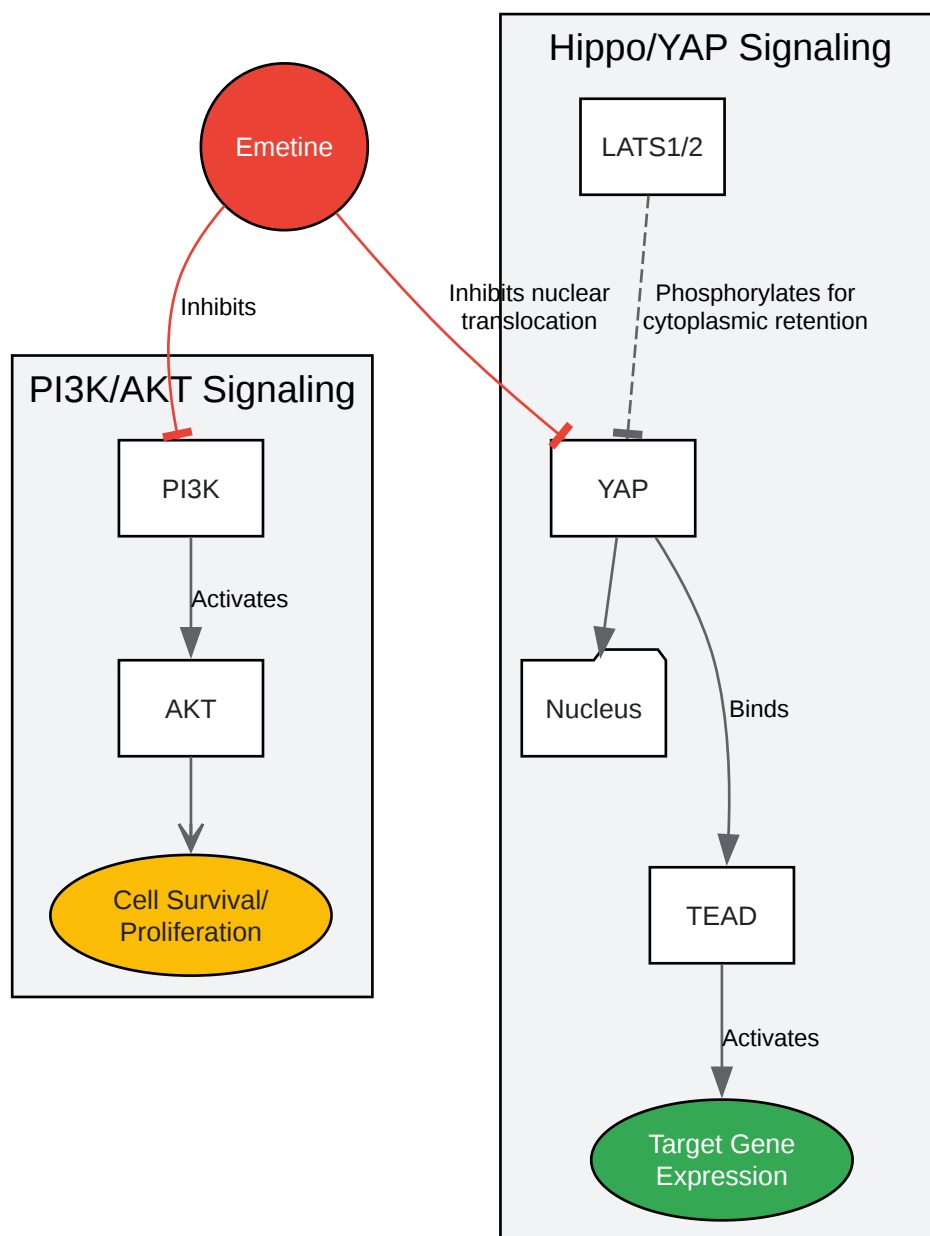 Hippo/YAP Signaling
Emetine
LATS1/2
Inhibits
Inhibits nuclear
translocation
Phosphorylates for
cytoplasmic retention
PI3K/AKT Signaling
PI3K
YAP
Activates
AKT
Nucleus
Binds
Cell Survival/
Proliferation
TEAD
Activates
Target Gene
Expression